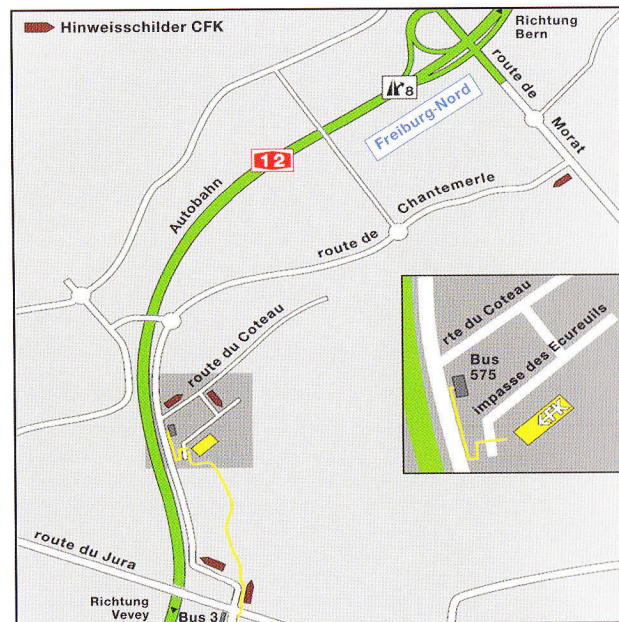 Hinweisschilder CFK
Richtung
Bern
route de
Morat
8
Freiburg-Nord
12
Autobahn
route de
Chantemerle
route du Coteau
rte du Coteau
Bus
575
impasse des Ecureuils
CFK
route du Jura
Richtung
Vevey
Bus 3